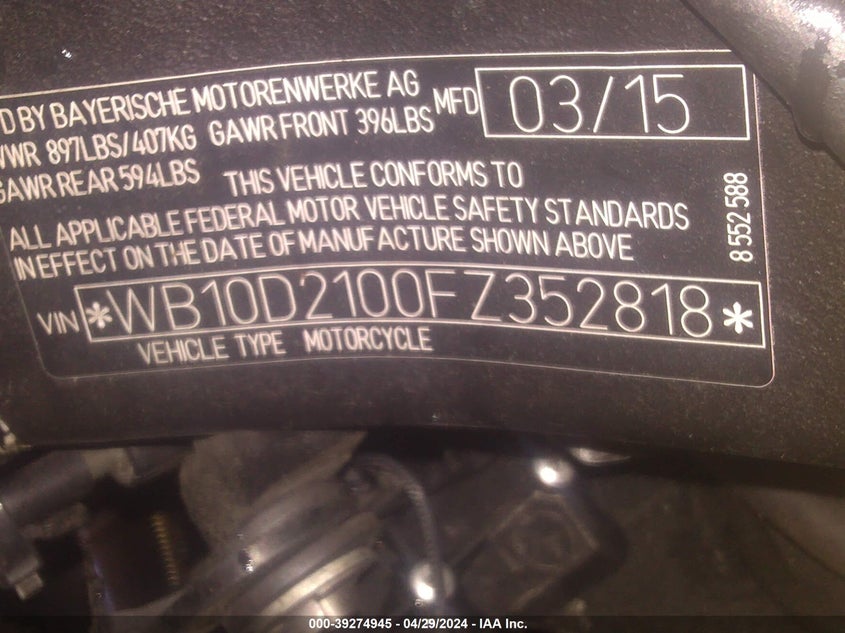 D BY BAYERISCHE MOTORENWERKE AG MFD 03/15
VWR 897LBS/407KG GAWR FRONT 396LBS
GAWR REAR 594LBS THIS VEHICLE CONFORMS TO
ALL APPLICABLE FEDERAL MOTOR VEHICLE SAFETY STANDARDS
IN EFFECT ON THE DATE OF MANUFACTURE SHOWN ABOVE
8 552 588
VIN *WB10D2100FZ352818*
VEHICLE TYPE MOTORCYCLE
000-39274945 - 04/29/2024 - IAA Inc.